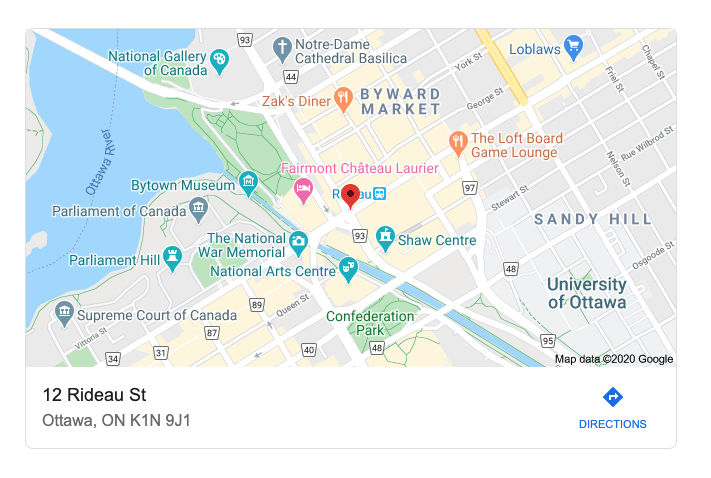 93
Notre-Dame
Cathedral Basilica
National Gallery
of Canada
Loblaws
York St
Chapel St.
44
Friel St
Zak's Diner
BYWARD
MARKET
George St
The Loft Board
Game Lounge
Rue Wilbrod St
Nelson St
Ottawa River
Fairmont Château Laurier
Bytown Museum
97
Stewart St
Parliament of Canada
SANDY HILL
The National
War Memorial
93
Shaw Centre
Parliament Hill
National Arts Centre
48
Osgoode St
University
of Ottawa
89
Queen St
Supreme Court of Canada
Confederation
Park
87
Vittoria St
95
34
31
40
48
Map data ©2020 Google
12 Rideau St
Ottawa, ON K1N 9J1
DIRECTIONS